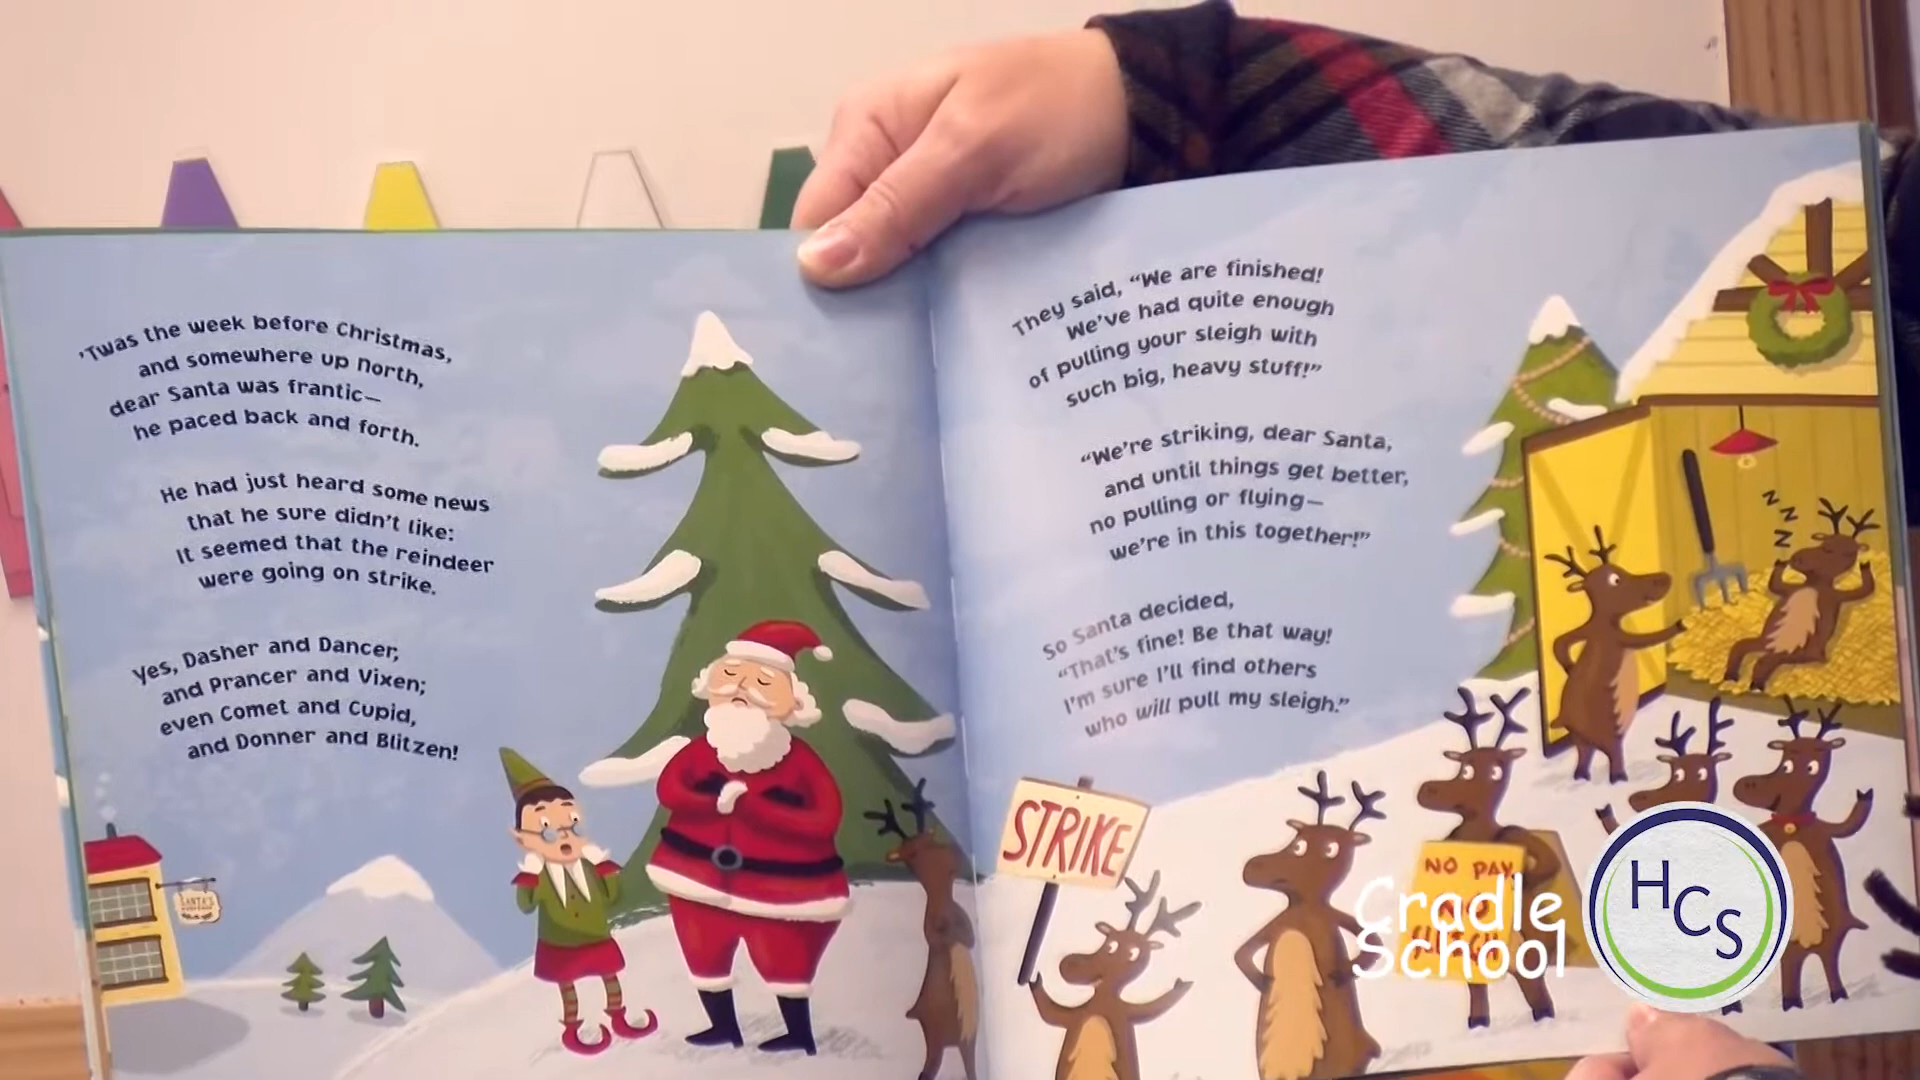 'Twas the week before Christmas,
and somewhere up North,
dear Santa was frantic—
he paced back and forth.
He had just heard some news
that he sure didn't like:
It seemed that the reindeer
were going on strike.
Yes, Dasher and Dancer,
and Prancer and Vixen;
even Comet and Cupid,
and Donner and Blitzen!
SANTA'S
They said, “We are finished!
We've had quite enough
of pulling your sleigh with
such big, heavy stuff!”
“We're striking, dear Santa,
and until things get better,
no pulling or flying—
we're in this together!”
So Santa decided,
“That's fine! Be that way!
I'm sure I'll find others
who will pull my sleigh.”
Z
Z
Z
STRIKE
NO PAY,
NO
SLEIGH
Cradle
School
HCS